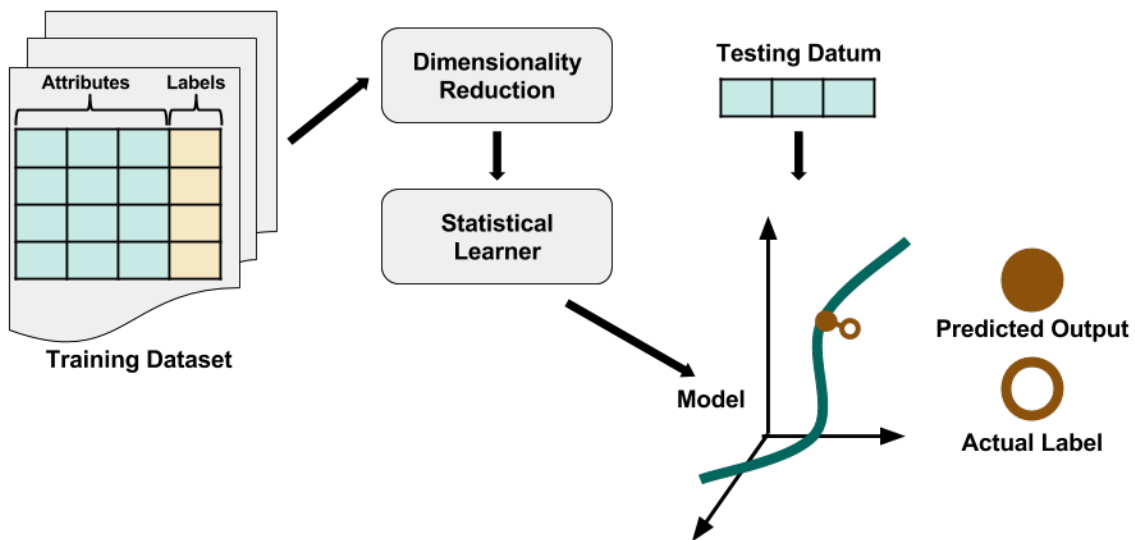 Attributes
Labels
Training Dataset
Dimensionality
Reduction
Statistical
Learner
Testing Datum
Model
Predicted Output
Actual Label